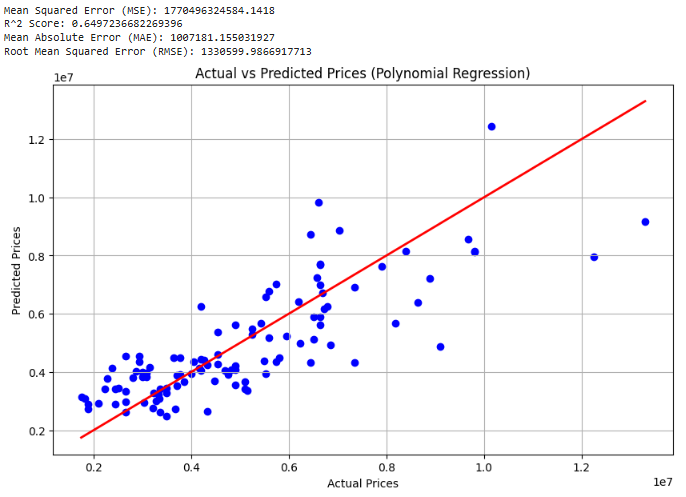 Mean Squared Error (MSE): 1770496324584.1418
R^2 Score: 0.6497236682269396
Mean Absolute Error (MAE): 1007181.155031927
Root Mean Squared Error (RMSE): 1330599.9866917713
Actual vs Predicted Prices (Polynomial Regression)
1e7
1.2
1.0
0.8
0.6
0.4
0.2
Predicted Prices
0.2 0.4 0.6 0.8 1.0 1.2
Actual Prices
1e7